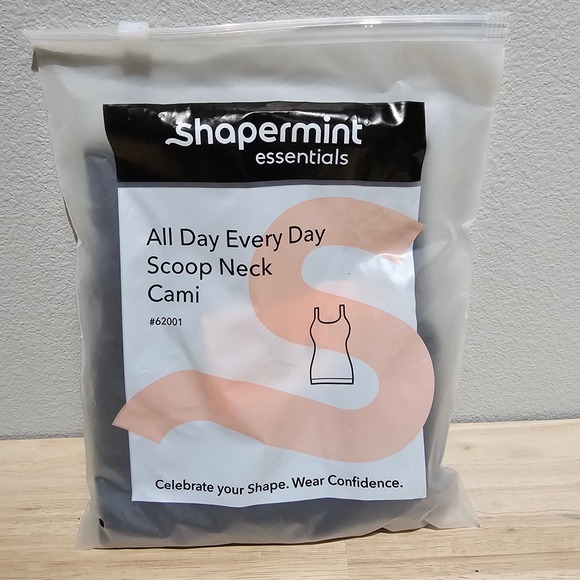 shapermint®
essentials
All Day Every Day
Scoop Neck
Cami
#62001
Celebrate your Shape. Wear Confidence.